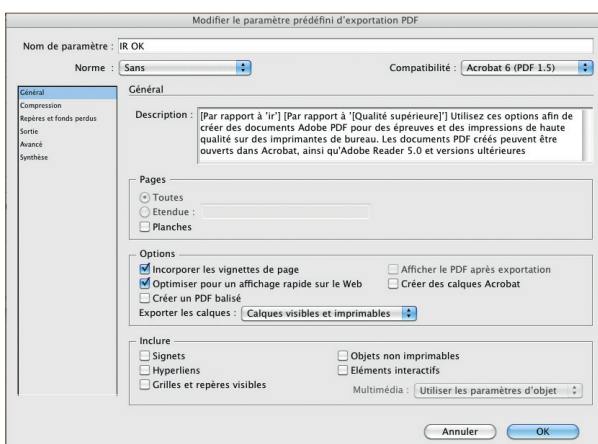 Modifier le paramètre prédéfini d'exportation PDF
Nom de paramètre : IR OK
Norme : Sans Compatibilité : Acrobat 6 (PDF 1.5)
Général
Compression
Repères et fonds perdus
Sortie
Avancé
Synthèse
Général
Description : [Par rapport à 'ir'] [Par rapport à '[Qualité supérieure]'] Utilisez ces options afin de
créer des documents Adobe PDF pour des épreuves et des impressions de haute
qualité sur des imprimantes de bureau. Les documents PDF créés peuvent être
ouverts dans Acrobat, ainsi qu'Adobe Reader 5.0 et versions ultérieures
Pages
Toutes
Etendue :
Planches
Options
Incorporer les vignettes de page Afficher le PDF après exportation
Optimiser pour un affichage rapide sur le Web Créer des calques Acrobat
Créer un PDF balisé
Exporter les calques : Calques visibles et imprimables
Inclure
Signets Objets non imprimables
Hyperliens Eléments interactifs
Grilles et repères visibles
Multimédia : Utiliser les paramètres d'objet
Annuler OK